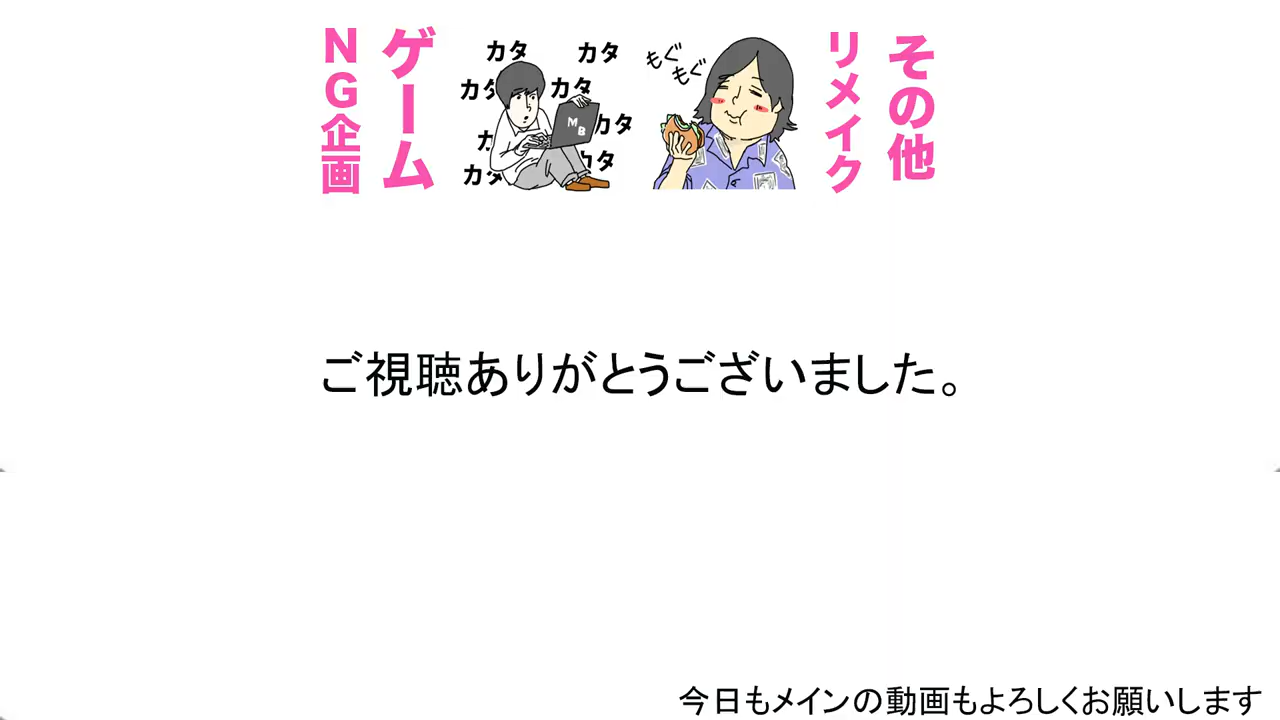 ゲーム
NG企画
カタ
カタ
カタ
カタ
カタ
カタ
カタ
カタ
MB
もぐ
もぐ
その他
リメイク
ご視聴ありがとうございました。
今日もメインの動画もよろしくお願いします